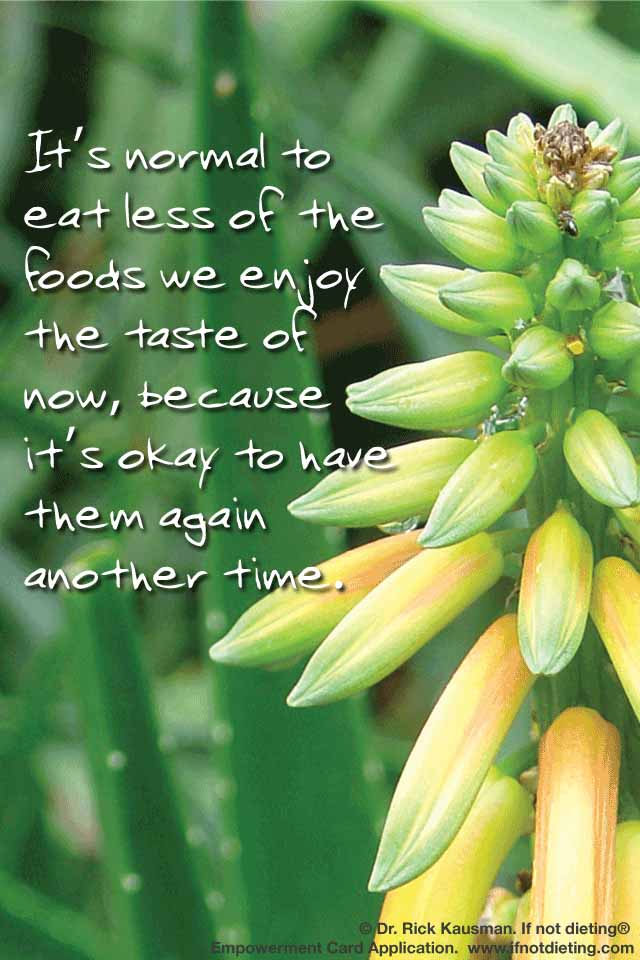 It's normal to
eat less of the
foods we enjoy
the taste of
now, because
it's okay to have
them again
another time.
© Dr. Rick Kausman. If not dieting®
Empowerment Card Application. www.ifnotdieting.com